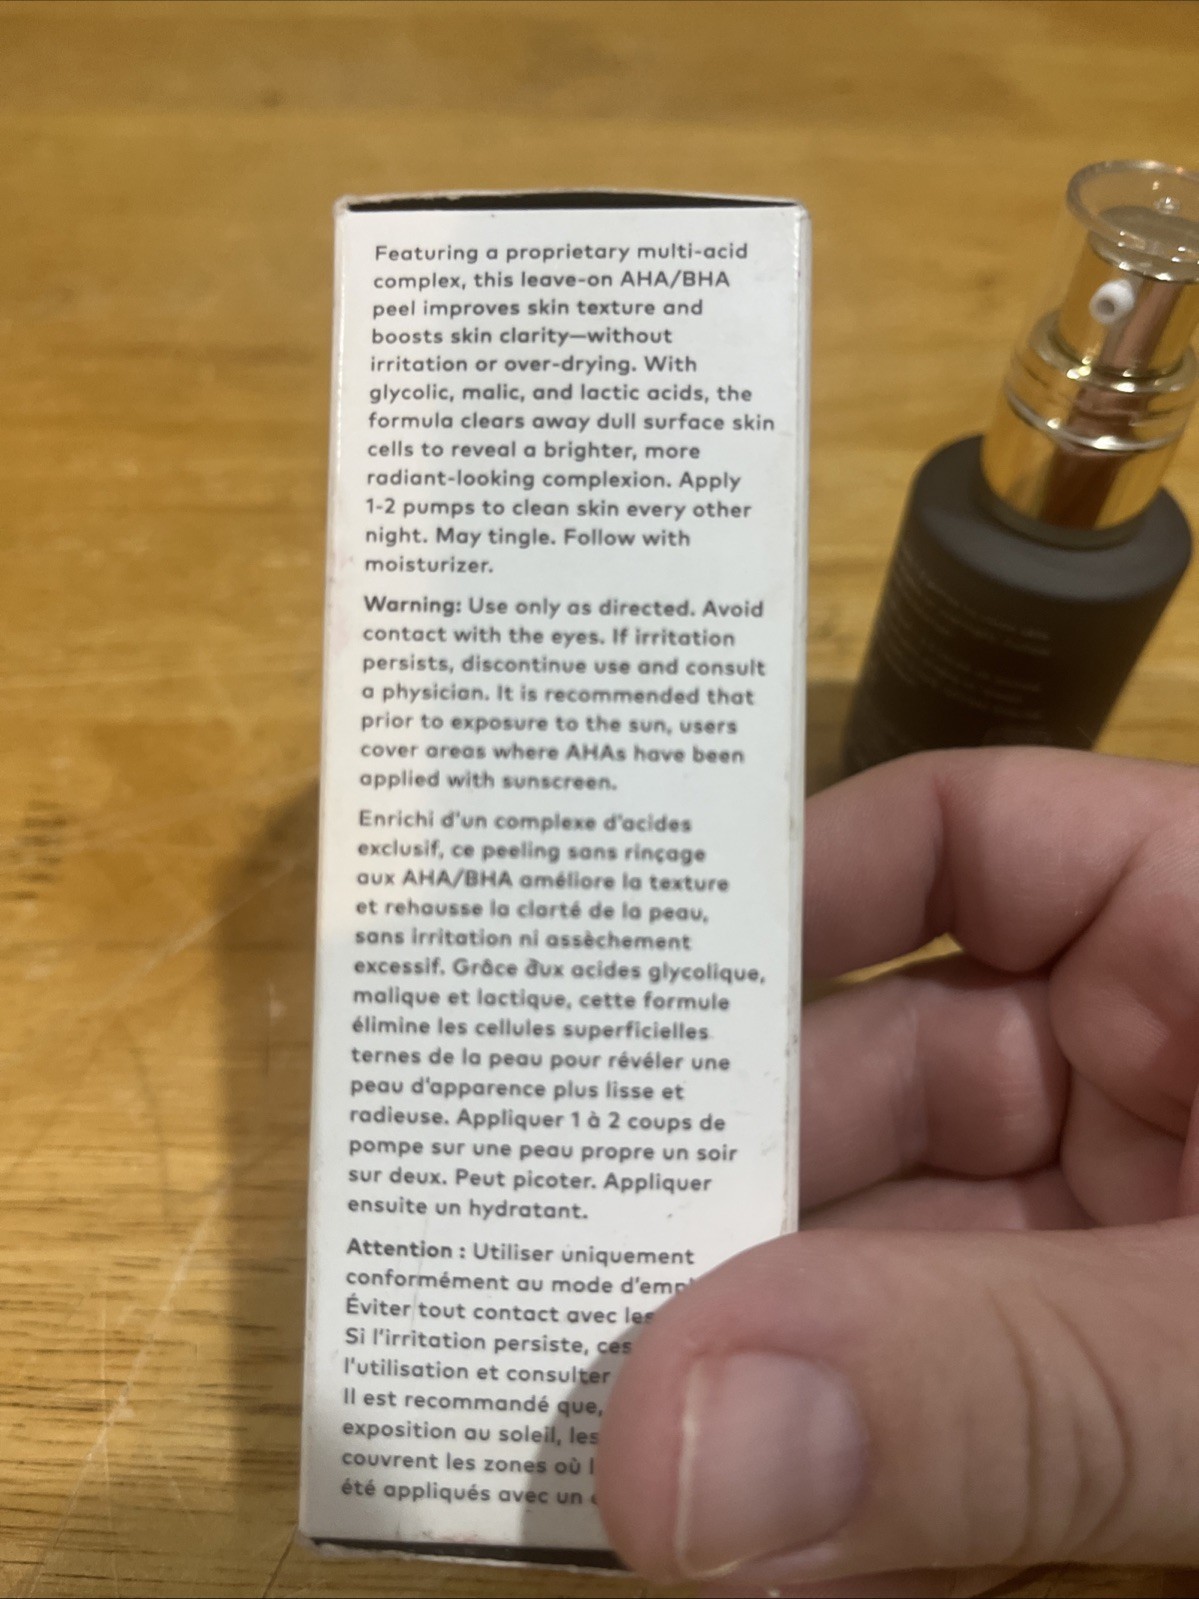 Featuring a proprietary multi-acid
complex, this leave-on AHA/BHA
peel improves skin texture and
boosts skin clarity—without
irritation or over-drying. With
glycolic, malic, and lactic acids, the
formula clears away dull surface skin
cells to reveal a brighter, more
radiant-looking complexion. Apply
1-2 pumps to clean skin every other
night. May tingle. Follow with
moisturizer.
Warning: Use only as directed. Avoid
contact with the eyes. If irritation
persists, discontinue use and consult
a physician. It is recommended that
prior to exposure to the sun, users
cover areas where AHAs have been
applied with sunscreen.
Enrichi d'un complexe d'acides
exclusif, ce peeling sans rinçage
aux AHA/BHA améliore la texture
et rehausse la clarté de la peau,
sans irritation ni assèchement
excessif. Grâce aux acides glycolique,
malique et lactique, cette formule
élimine les cellules superficielles
ternes de la peau pour révéler une
peau d'apparence plus lisse et
radieuse. Appliquer 1 à 2 coups de
pompe sur une peau propre un soir
sur deux. Peut picoter. Appliquer
ensuite un hydratant.
Attention : Utiliser uniquement
conformément au mode
Éviter tout contact avec les
Si l'irritation persiste,
l'utilisation et consulter
Il est recommandé que,
exposition au soleil, les
couvrent les zones où
été appliqués avec un